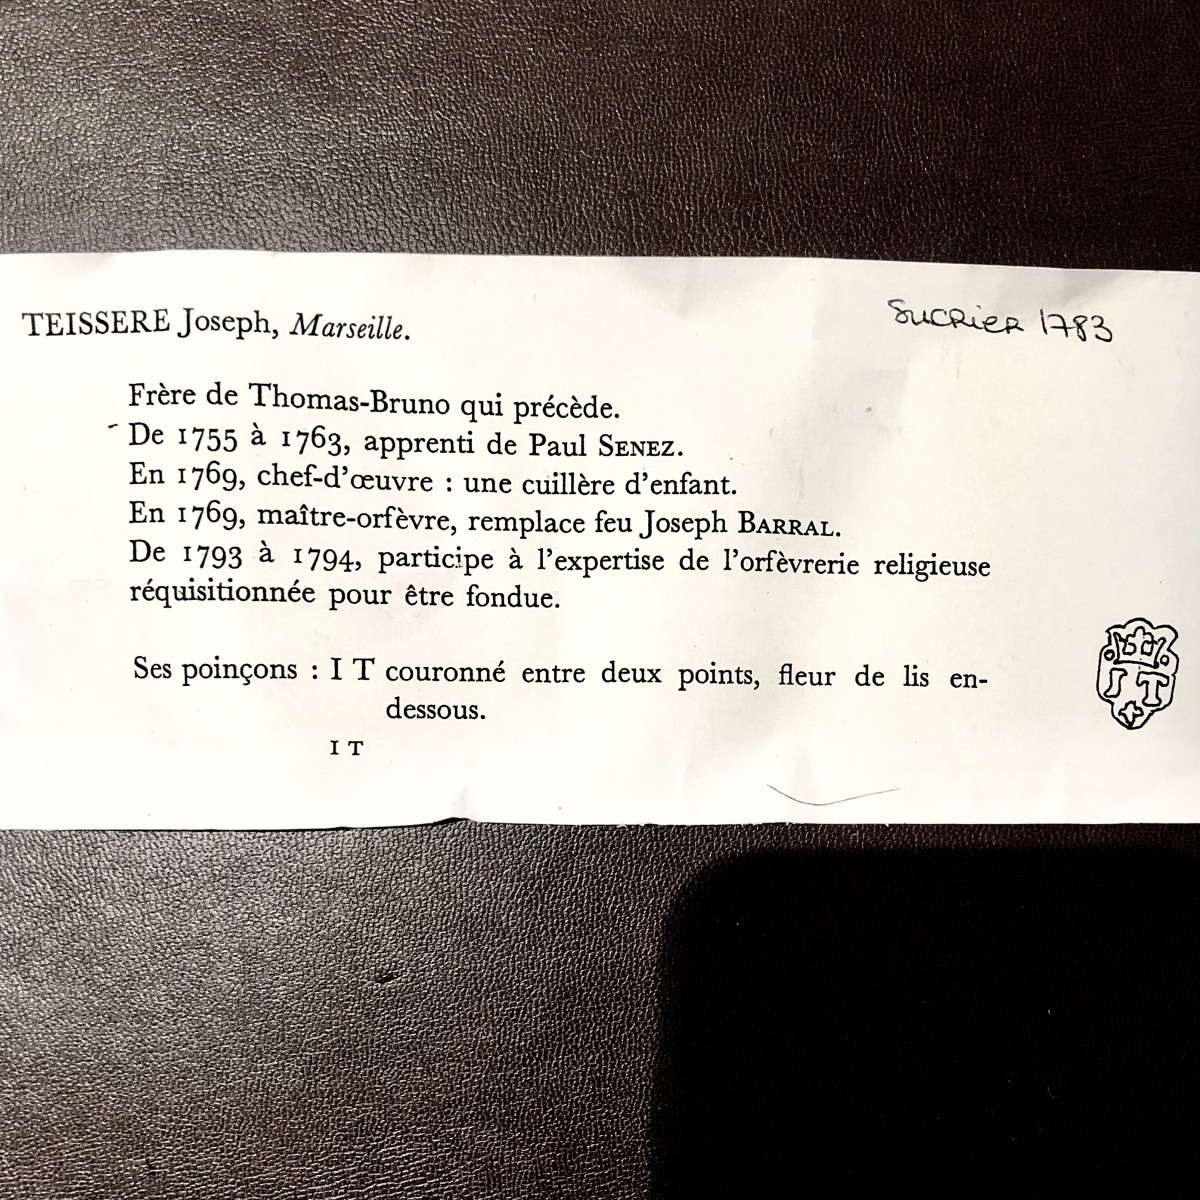 TEISSERE Joseph, Marseille.
Sucrier 1783
Frère de Thomas-Bruno qui précède.
- De 1755 à 1763, apprenti de Paul SENEZ.
En 1769, chef-d'œuvre : une cuillère d'enfant.
En 1769, maître-orfèvre, remplace feu Joseph BARRAL.
De 1793 à 1794, participe à l'expertise de l'orfèvrerie religieuse
réquisitionnée pour être fondue.
Ses poinçons : I T couronné entre deux points, fleur de lis en-
dessous.
I T
I T